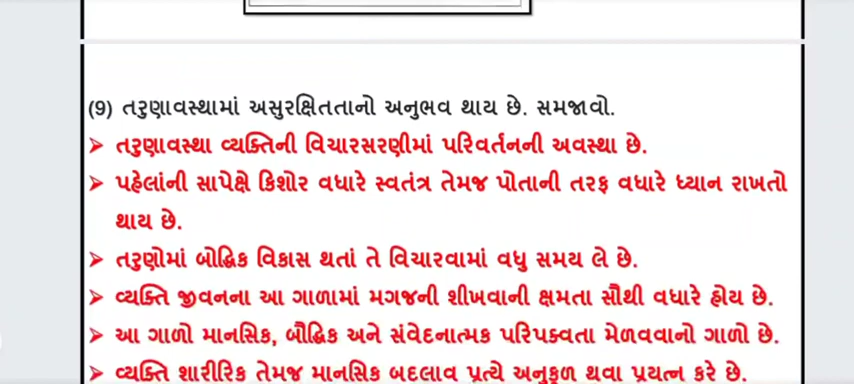 (9) તરુણાવસ્થામાં અસુરક્ષિતતાનો અનુભવ થાય છે. સમજાવો.
➢ તરુણાવસ્થા વ્યક્તિની વિચારસરણીમાં પરિવર્તનની અવસ્થા છે.
➢ પહેલાંની સાપેક્ષે કિશોર વધારે સ્વતંત્ર તેમજ પોતાની તરફ વધારે ધ્યાન રાખતો
થાય છે.
➢ તરુણોમાં બોદ્ધિક વિકાસ થતાં તે વિચારવામાં વધુ સમય લે છે.
➢ વ્યક્તિ જીવનના આ ગાળામાં મગજની શીખવાની ક્ષમતા સૌથી વધારે હોય છે.
➢ આ ગાળો માનસિક, બૌદ્ધિક અને સંવેદનાત્મક પરિપક્વતા મેળવવાનો ગાળો છે.
➢ વ્યક્તિ શારીરિક તેમજ માનસિક બદલાવ પ્રત્યે અનુકૂળ થવા પ્રયત્ન કરે છે.